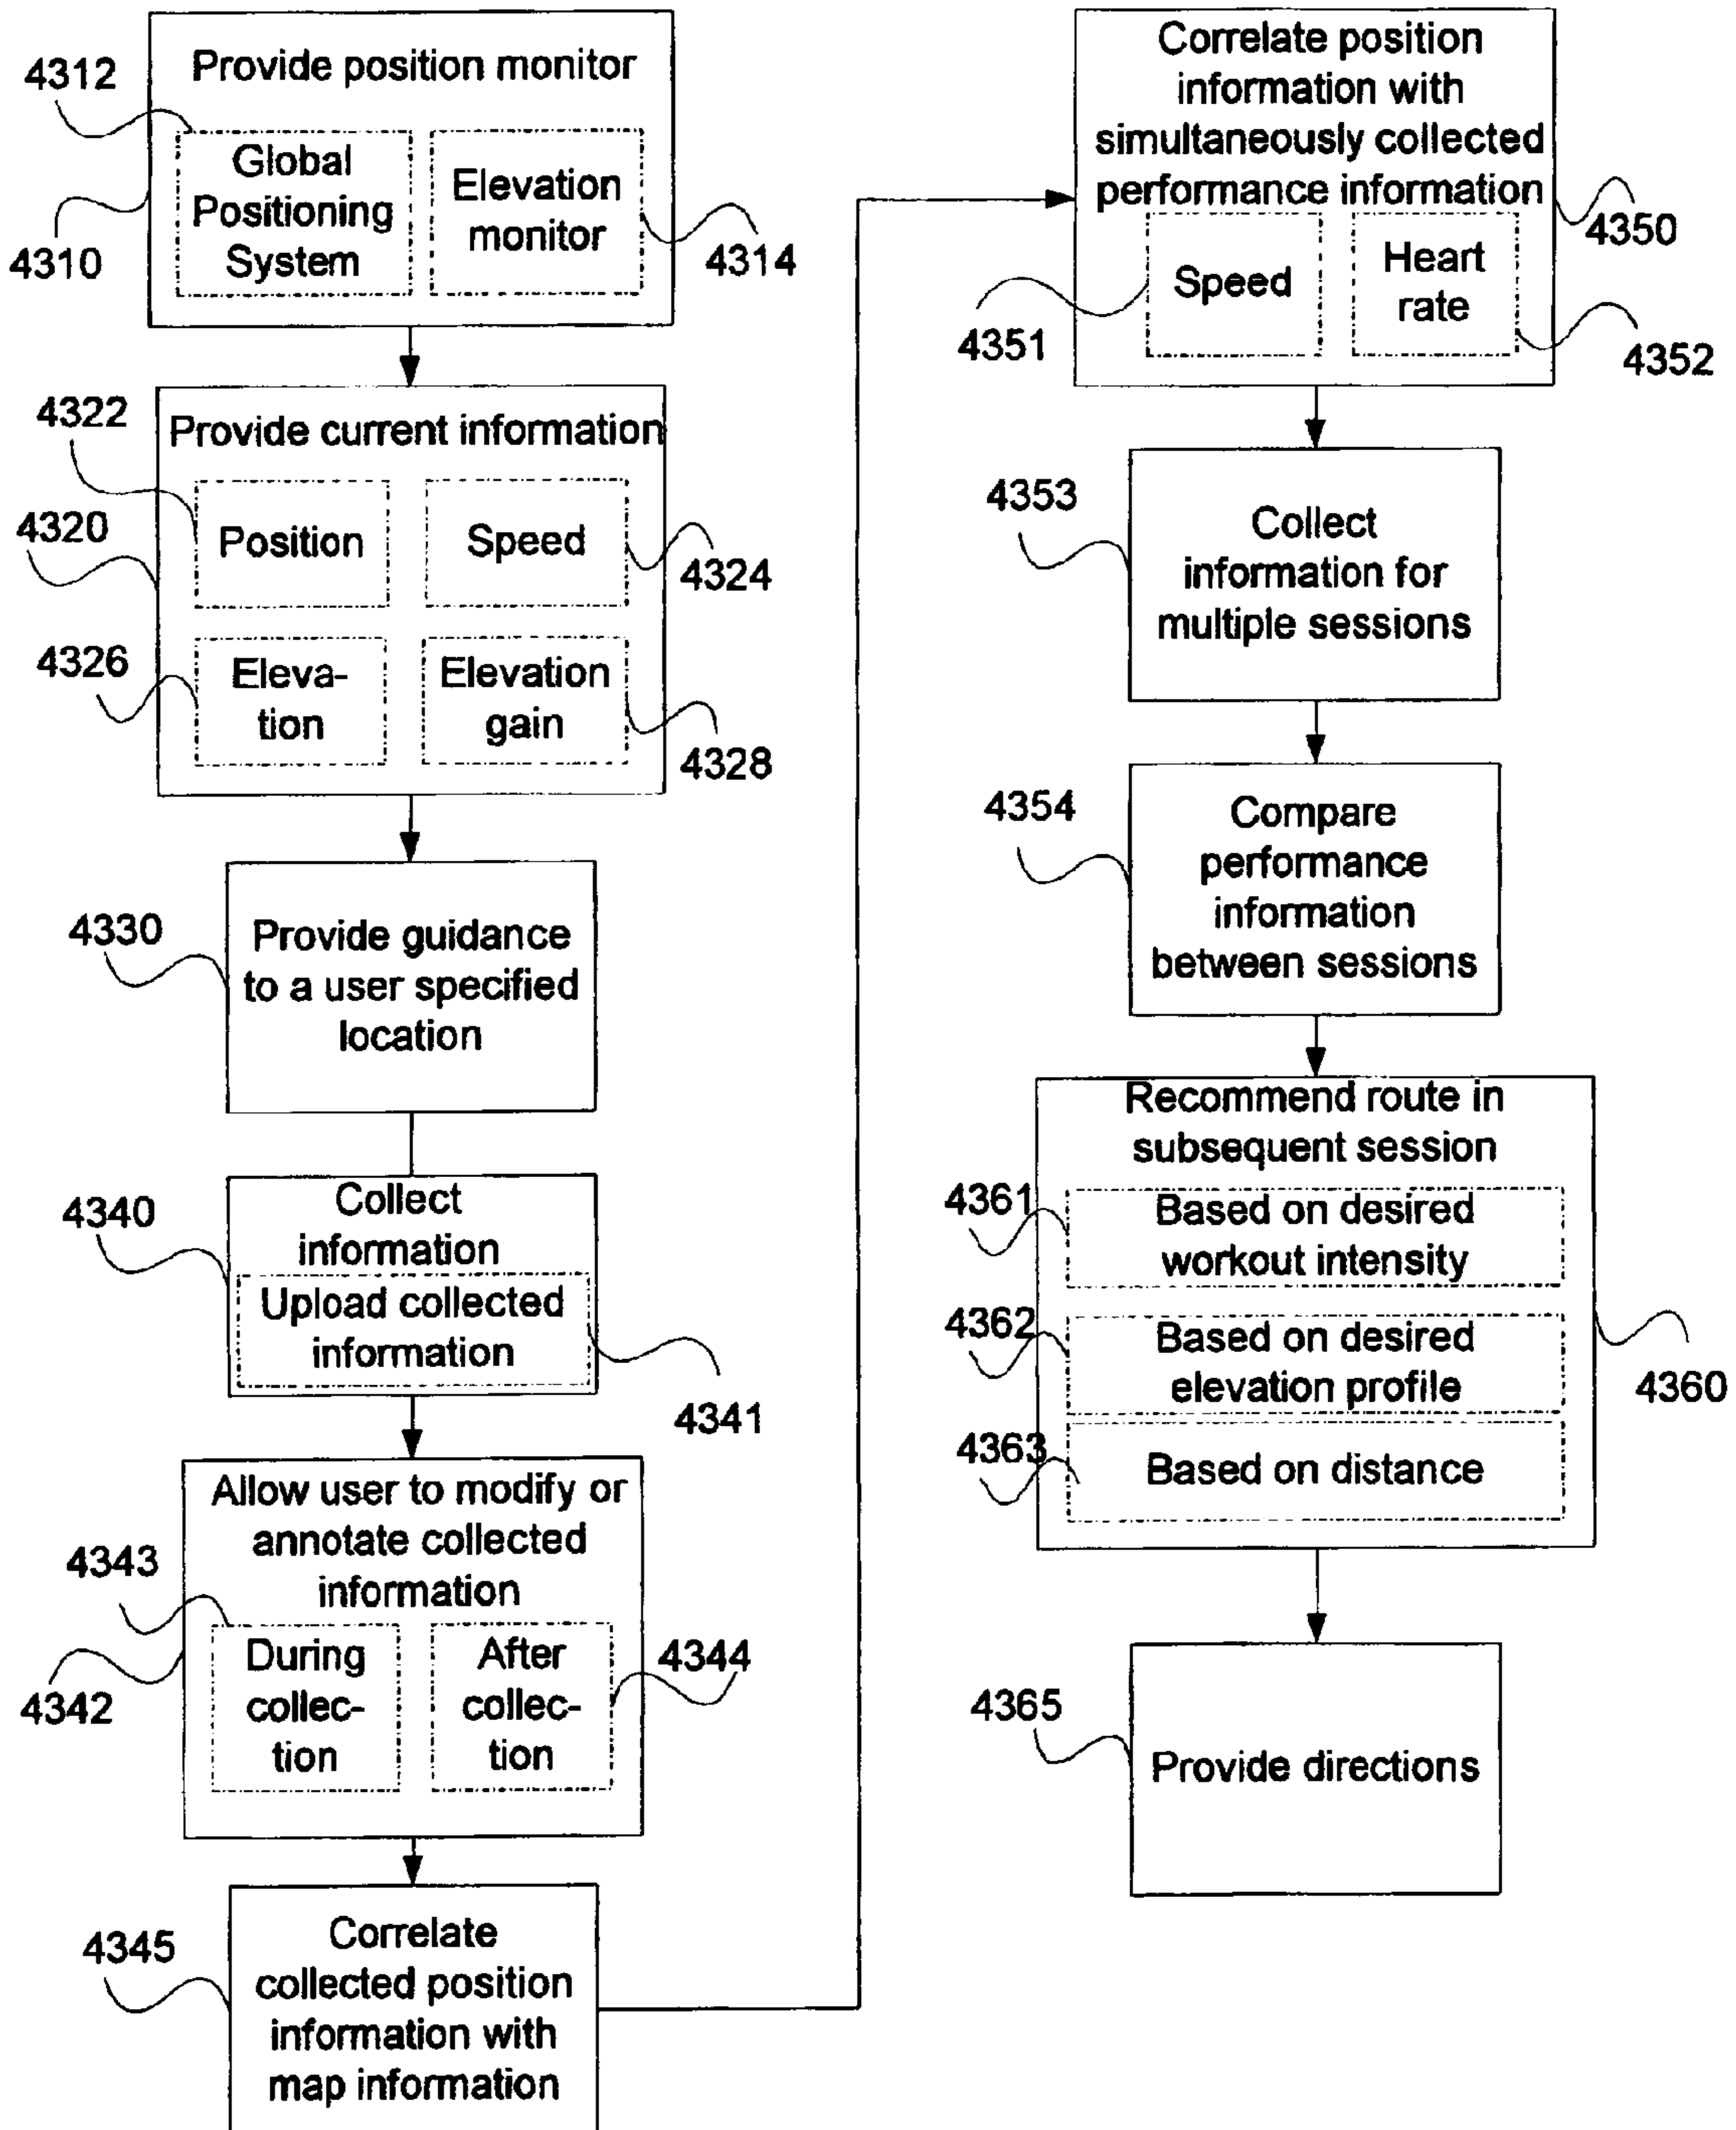 4312
Provide position monitor
Global
Positioning
System
Elevation
monitor
4310
4314
4322
Provide current information
4320
Position
Speed
4324
4326
Eleva-
tion
Elevation
gain
4328
4330
Provide guidance
to a user specified
location
4340
Collect
information
Upload collected
information
4341
Allow user to modify or
annotate collected
information
4343
During
collec-
tion
After
collec-
tion
4344
4342
4345
Correlate
collected position
information with
map information
Correlate position
information with
simultaneously collected
performance information
4350
4351
Speed
Heart
rate
4352
4353
Collect
information for
multiple sessions
4354
Compare
performance
information
between sessions
Recommend route in
subsequent session
4361
Based on desired
workout intensity
4362
Based on desired
elevation profile
4360
4363
Based on distance
4365
Provide directions